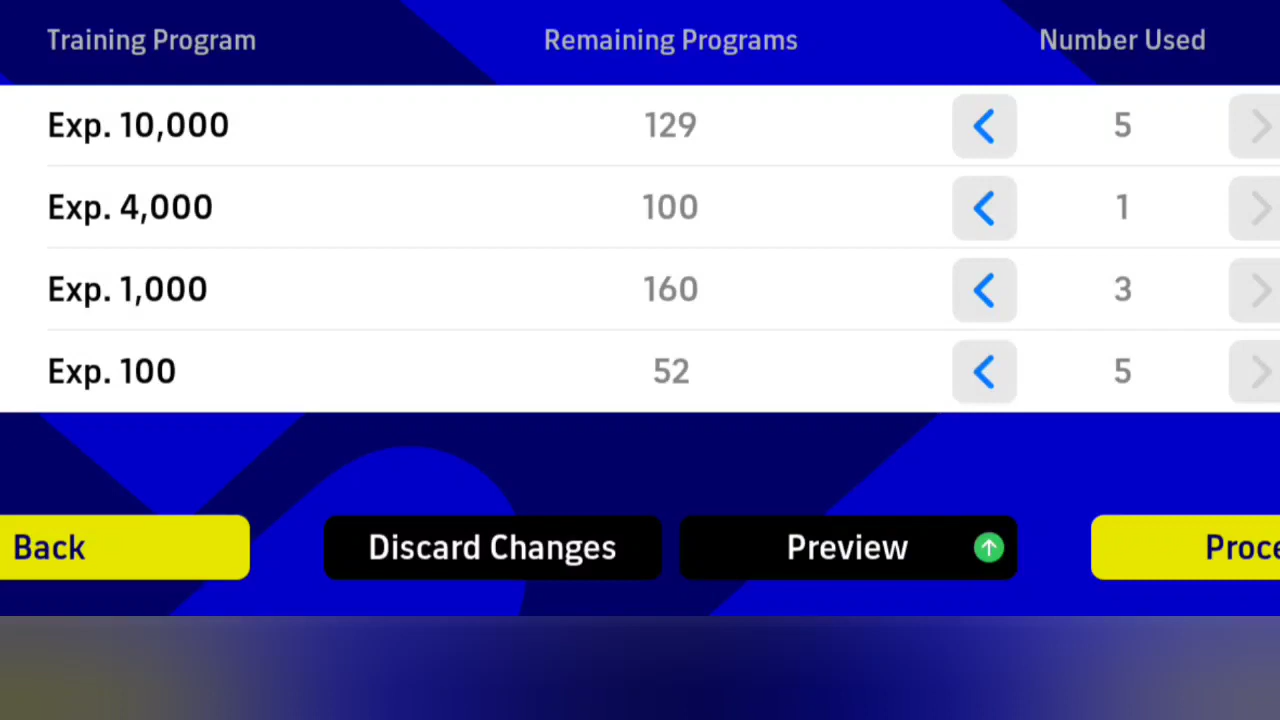 Training Program Remaining Programs Number Used
Exp. 10,000 129 5
Exp. 4,000 100 1
Exp. 1,000 160 3
Exp. 100 52 5
Back Discard Changes Preview Proce